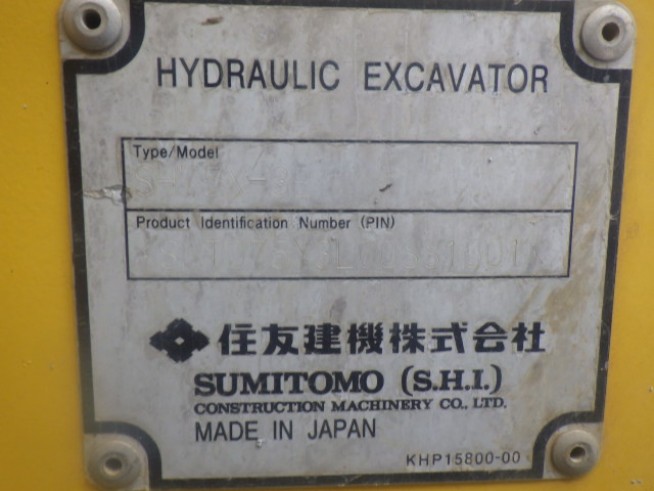 HYDRAULIC EXCAVATOR
Type/Model
Product Identification Number (PIN)
住友建機株式会社
SUMITOMO (S.H.I.)
CONSTRUCTION MACHINERY CO., LTD.
MADE IN JAPAN
KHP15800-00